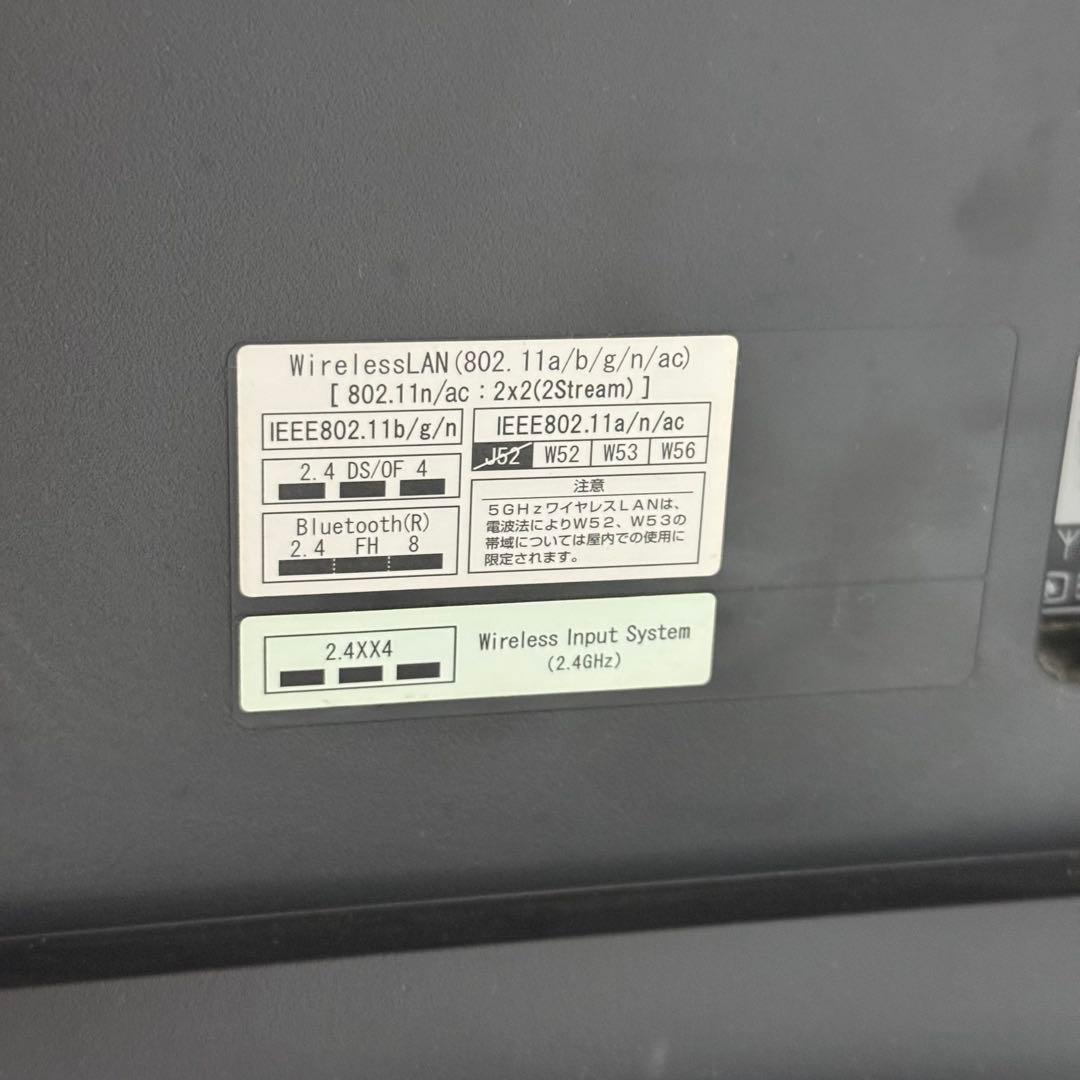 WirelessLAN(802.11a/b/g/n/ac)
[ 802.11n/ac : 2x2(2Stream) ]
IEEE802.11b/g/n
2.4 DS/OF 4
Bluetooth(R)
2.4 FH 8
IEEE802.11a/n/ac
J52 W52 W53 W56
注意
5GHzワイヤレスLANは、
電波法によりW52、W53の
帯域については屋内での使用に
限定されます。
2.4XX4
Wireless Input System
(2.4GHz)